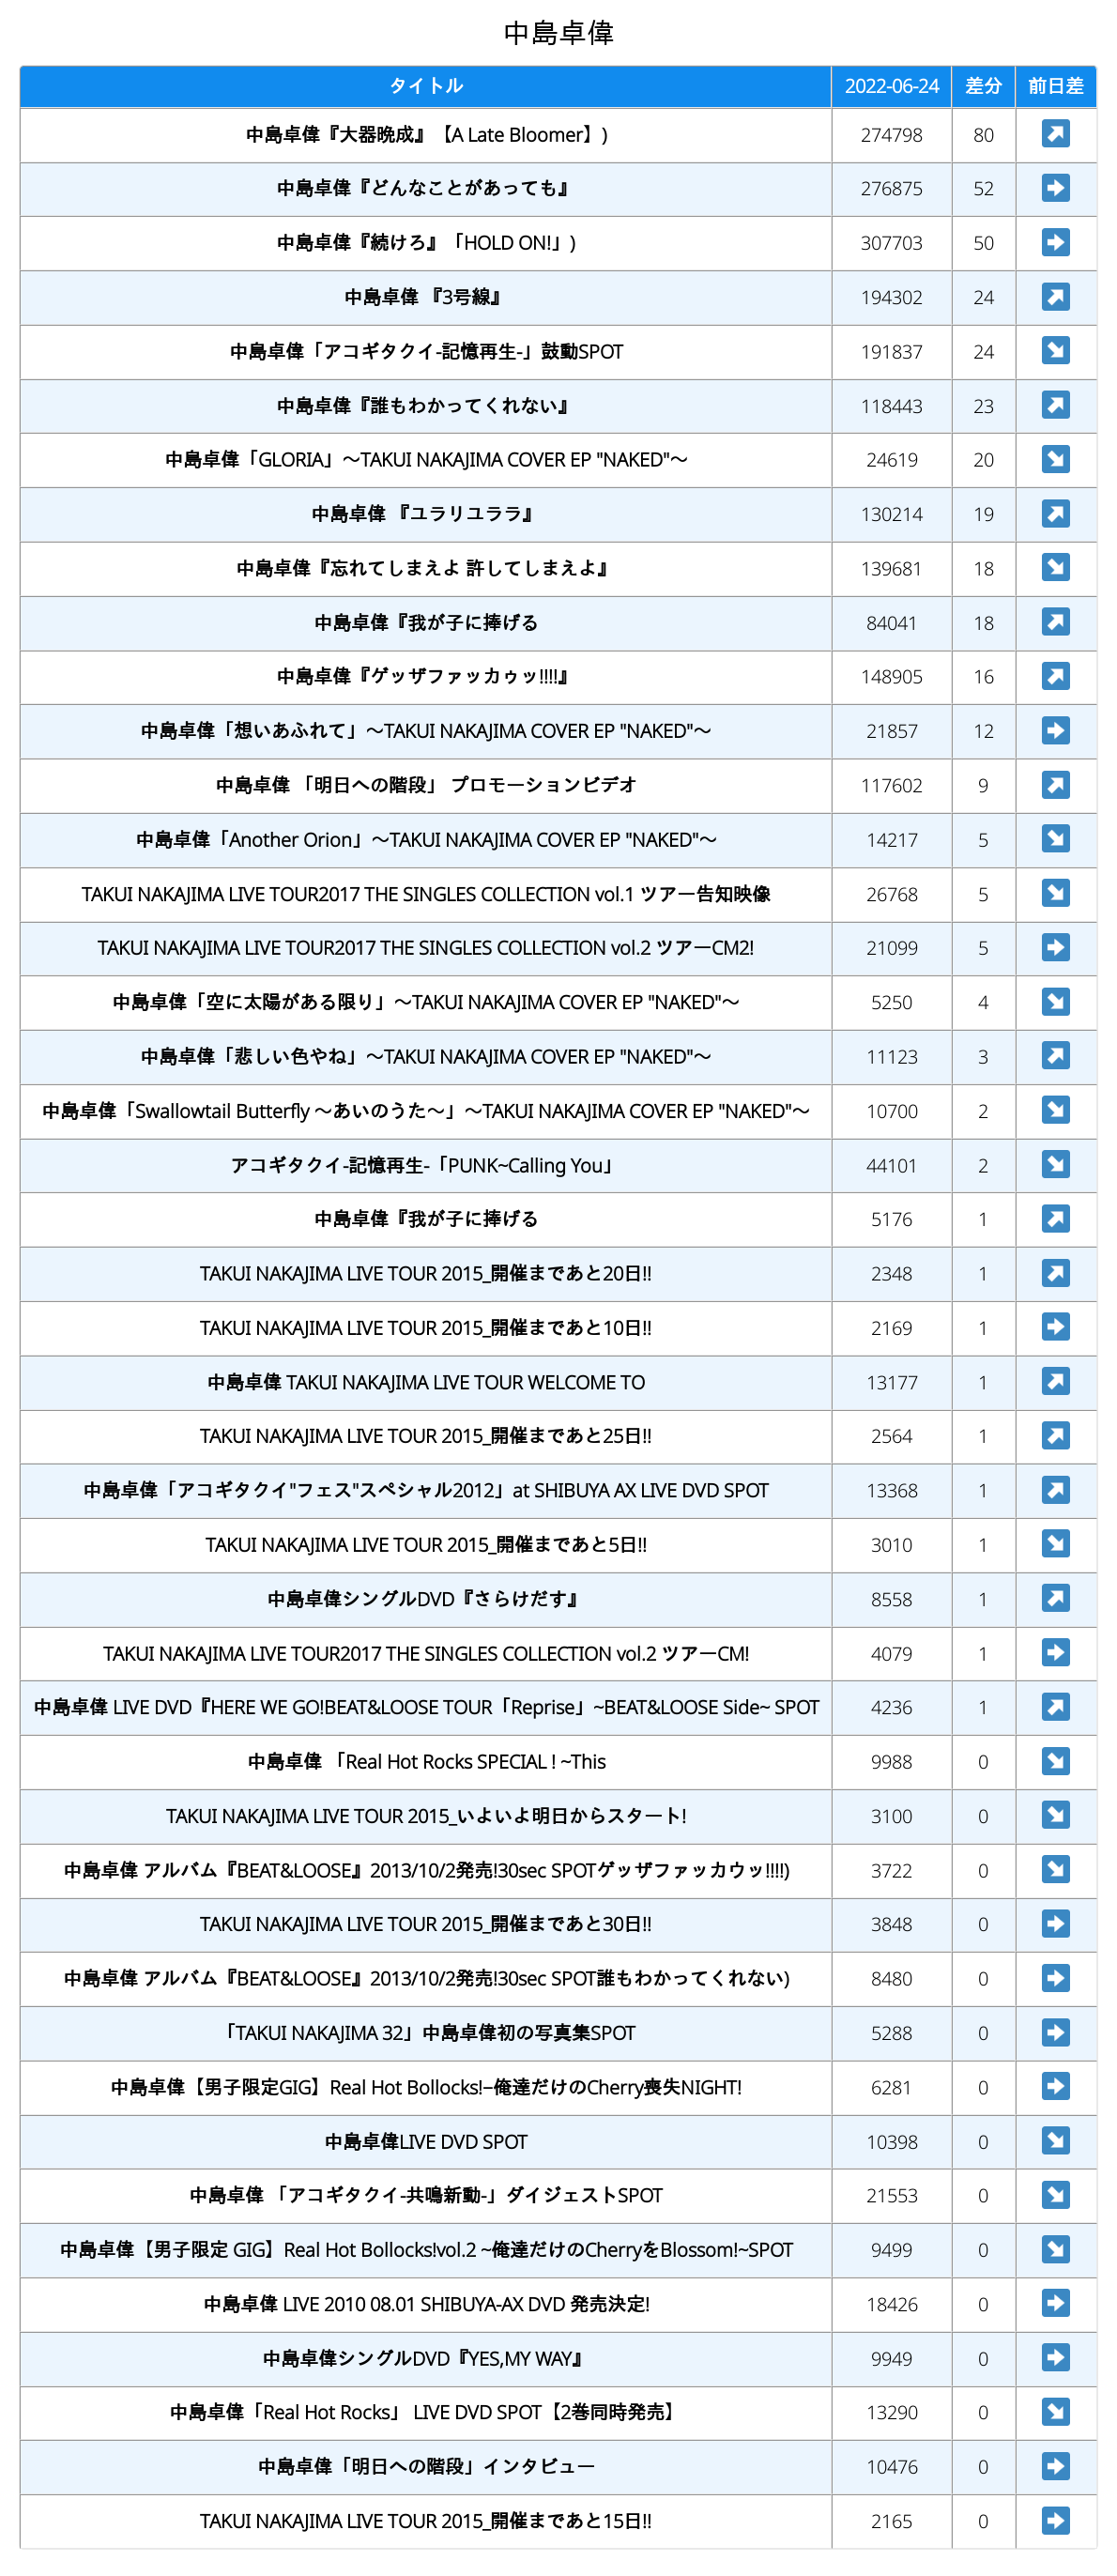 中島卓偉
タイトル 2022-06-24 差分 前日差
中島卓偉『大器晩成』【A Late Bloomer】) 274798 80 ↗
中島卓偉『どんなことがあっても』 276875 52 ➡
中島卓偉『続けろ』「HOLD ON!」) 307703 50 ➡
中島卓偉 『3号線』 194302 24 ↗
中島卓偉「アコギタクイ-記憶再生-」鼓動SPOT 191837 24 ↘
中島卓偉『誰もわかってくれない』 118443 23 ↗
中島卓偉「GLORIA」～TAKUI NAKAJIMA COVER EP "NAKED"～ 24619 20 ↘
中島卓偉 『ユラリユララ』 130214 19 ↗
中島卓偉『忘れてしまえよ 許してしまえよ』 139681 18 ↘
中島卓偉『我が子に捧げる 84041 18 ↗
中島卓偉『ゲッザファッカゥッ!!!!』 148905 16 ↗
中島卓偉「想いあふれて」～TAKUI NAKAJIMA COVER EP "NAKED"～ 21857 12 ➡
中島卓偉 「明日への階段」 プロモーションビデオ 117602 9 ↗
中島卓偉「Another Orion」～TAKUI NAKAJIMA COVER EP "NAKED"～ 14217 5 ↘
TAKUI NAKAJIMA LIVE TOUR2017 THE SINGLES COLLECTION vol.1 ツアー告知映像 26768 5 ↘
TAKUI NAKAJIMA LIVE TOUR2017 THE SINGLES COLLECTION vol.2 ツアーCM2! 21099 5 ➡
中島卓偉「空に太陽がある限り」～TAKUI NAKAJIMA COVER EP "NAKED"～ 5250 4 ↘
中島卓偉「悲しい色やね」～TAKUI NAKAJIMA COVER EP "NAKED"～ 11123 3 ↗
中島卓偉「Swallowtail Butterfly ～あいのうた～」～TAKUI NAKAJIMA COVER EP "NAKED"～ 10700 2 ↘
アコギタクイ-記憶再生-「PUNK~Calling You」 44101 2 ↘
中島卓偉『我が子に捧げる 5176 1 ↗
TAKUI NAKAJIMA LIVE TOUR 2015_開催まであと20日!! 2348 1 ↗
TAKUI NAKAJIMA LIVE TOUR 2015_開催まであと10日!! 2169 1 ➡
中島卓偉 TAKUI NAKAJIMA LIVE TOUR WELCOME TO 13177 1 ↗
TAKUI NAKAJIMA LIVE TOUR 2015_開催まであと25日!! 2564 1 ↗
中島卓偉「アコギタクイ"フェス"スペシャル2012」at SHIBUYA AX LIVE DVD SPOT 13368 1 ↗
TAKUI NAKAJIMA LIVE TOUR 2015_開催まであと5日!! 3010 1 ↘
中島卓偉シングルDVD『さらけだす』 8558 1 ↗
TAKUI NAKAJIMA LIVE TOUR2017 THE SINGLES COLLECTION vol.2 ツアーCM! 4079 1 ➡
中島卓偉 LIVE DVD『HERE WE GO!BEAT&LOOSE TOUR「Reprise」~BEAT&LOOSE Side~ SPOT 4236 1 ↗
中島卓偉 「Real Hot Rocks SPECIAL ! ~This 9988 0 ↘
TAKUI NAKAJIMA LIVE TOUR 2015_いよいよ明日からスタート! 3100 0 ↘
中島卓偉 アルバム『BEAT&LOOSE』2013/10/2発売!30sec SPOTゲッザファッカウッ!!!!) 3722 0 ↘
TAKUI NAKAJIMA LIVE TOUR 2015_開催まであと30日!! 3848 0 ➡
中島卓偉 アルバム『BEAT&LOOSE』2013/10/2発売!30sec SPOT誰もわかってくれない) 8480 0 ➡
「TAKUI NAKAJIMA 32」中島卓偉初の写真集SPOT 5288 0 ➡
中島卓偉【男子限定GIG】Real Hot Bollocks!−俺達だけのCherry喪失NIGHT! 6281 0 ➡
中島卓偉LIVE DVD SPOT 10398 0 ↘
中島卓偉 「アコギタクイ-共鳴新動-」ダイジェストSPOT 21553 0 ↘
中島卓偉【男子限定 GIG】Real Hot Bollocks!vol.2 ~俺達だけのCherryをBlossom!~SPOT 9499 0 ↘
中島卓偉 LIVE 2010 08.01 SHIBUYA-AX DVD 発売決定! 18426 0 ➡
中島卓偉シングルDVD『YES,MY WAY』 9949 0 ➡
中島卓偉「Real Hot Rocks」 LIVE DVD SPOT【2巻同時発売】 13290 0 ↘
中島卓偉「明日への階段」インタビュー 10476 0 ➡
TAKUI NAKAJIMA LIVE TOUR 2015_開催まであと15日!! 2165 0 ➡